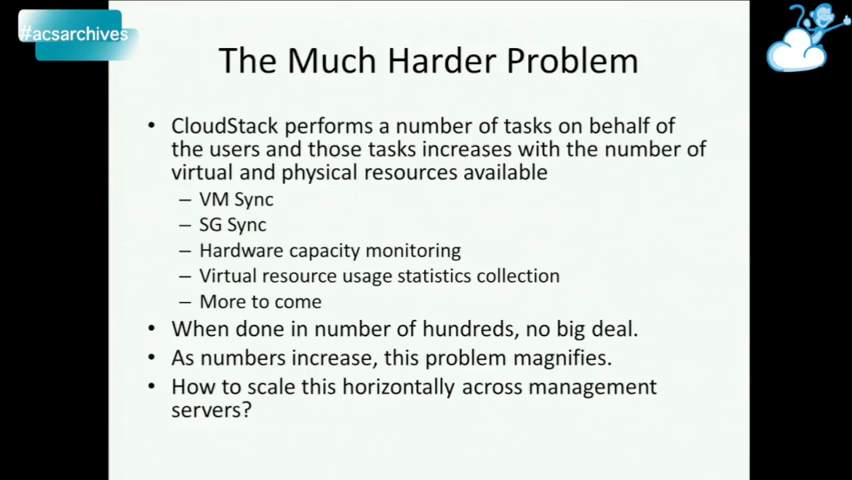 #acsarchives
The Much Harder Problem
• CloudStack performs a number of tasks on behalf of
the users and those tasks increases with the number of
virtual and physical resources available
– VM Sync
– SG Sync
– Hardware capacity monitoring
– Virtual resource usage statistics collection
– More to come
• When done in number of hundreds, no big deal.
• As numbers increase, this problem magnifies.
• How to scale this horizontally across management
servers?